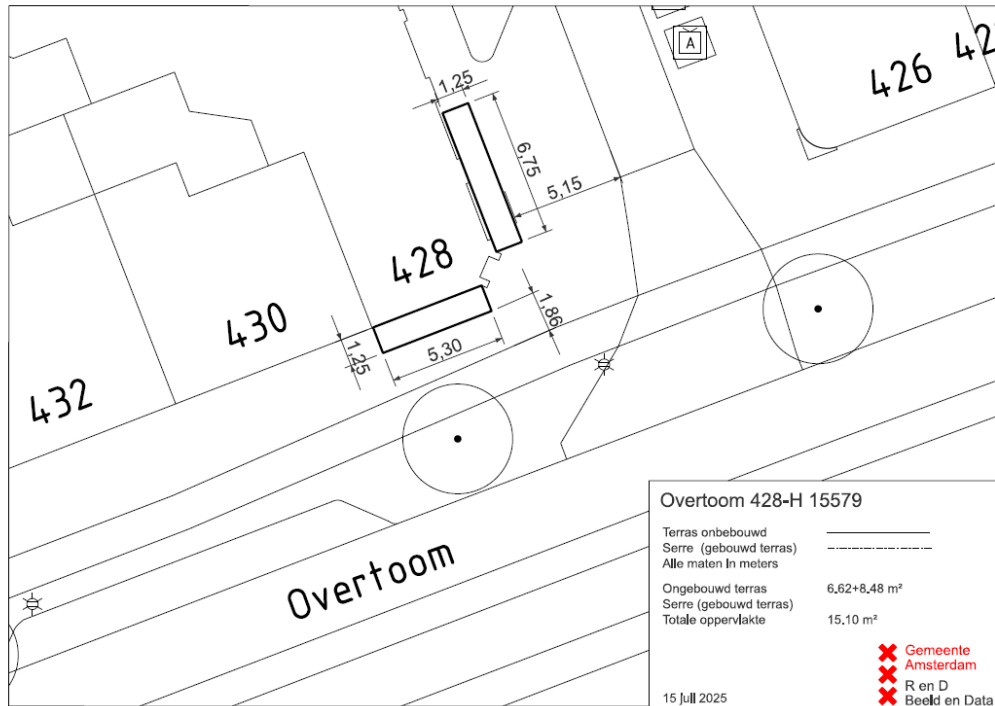 A
426
42
1,25
6,75
5,15
428
430
432
1,86
1,25
5,30
Overtoom
Overtoom 428-H 15579
Terras onbebouwd
Serre (gebouwd terras)
Alle maten in meters
Ongebouwd terras 6.62+8.48 m²
Serre (gebouwd terras)
Totale oppervlakte 15.10 m²
Gemeente
Amsterdam
R en D
Beeld en Data
15 juli 2025